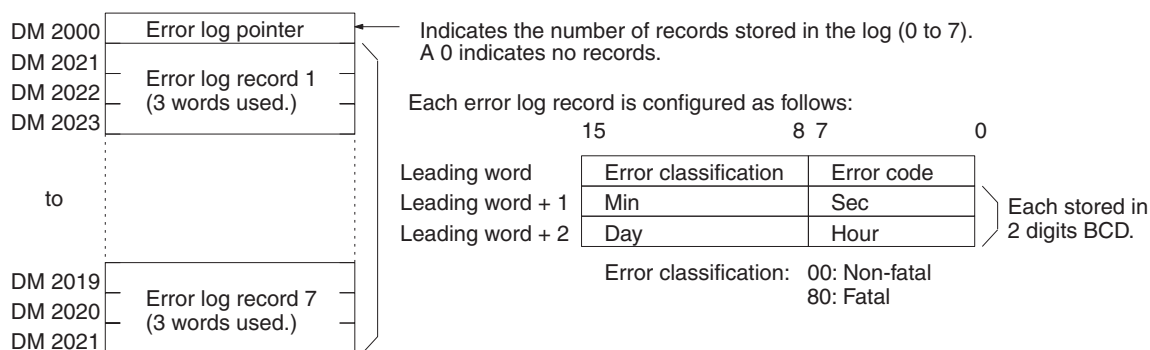 DM 2000 Error log pointer
Indicates the number of records stored in the log (0 to 7).
A 0 indicates no records.
DM 2021
DM 2022
DM 2023
Error log record 1
(3 words used.)
Each error log record is configured as follows:
15 8 7 0
Leading word Error classification Error code
Leading word + 1 Min Sec
Leading word + 2 Day Hour
Each stored in
2 digits BCD.
Error classification: 00: Non-fatal
80: Fatal
to
DM 2019
DM 2020
DM 2021
Error log record 7
(3 words used.)